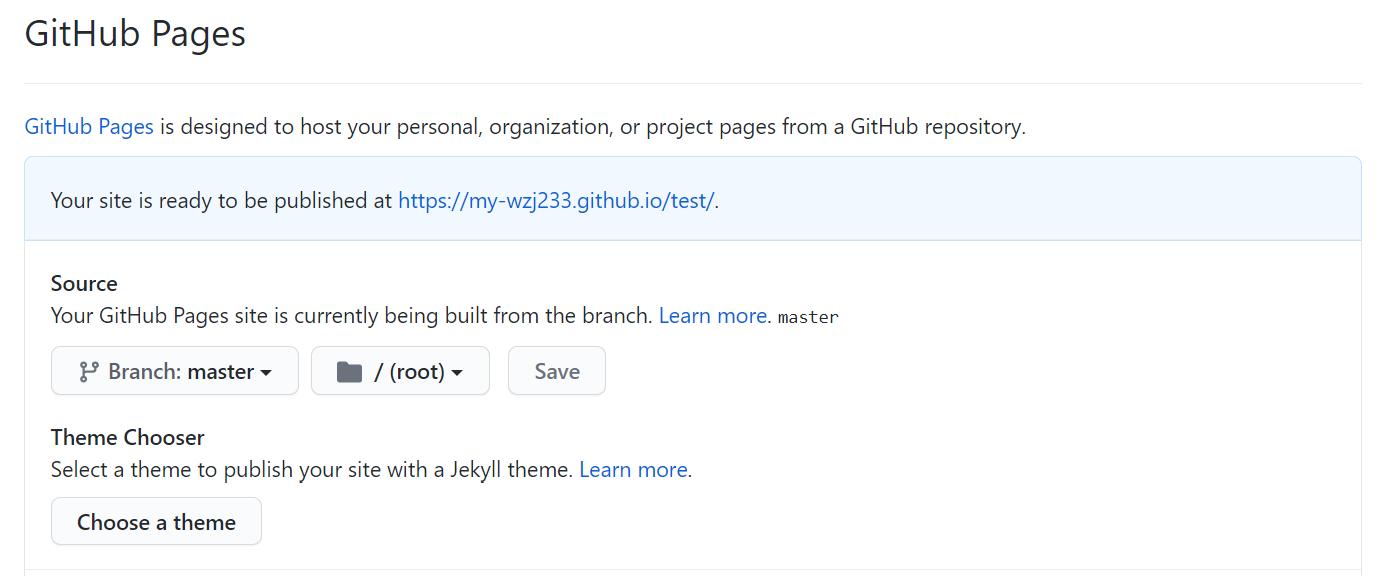 GitHub Pages
GitHub Pages is designed to host your personal, organization, or project pages from a GitHub repository.
Your site is ready to be published at https://my-wzj233.github.io/test/.
Source
Your GitHub Pages site is currently being built from the branch. Learn more. master
Branch: master / (root) Save
Theme Chooser
Select a theme to publish your site with a Jekyll theme. Learn more.
Choose a theme